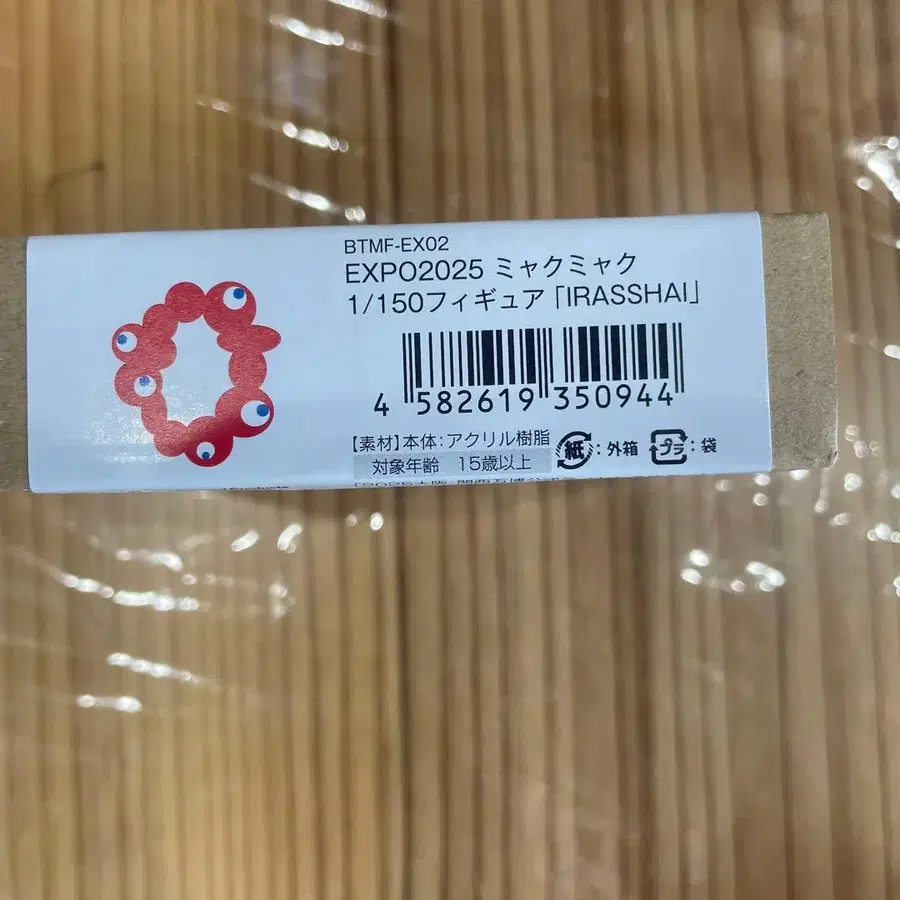 BTMF-EX02
EXPO2025 ミャクミャク
1/150フィギュア「IRASSHAI」
4 582619 350944
【素材】本体：アクリル樹脂 紙：外箱 プラ：袋
対象年齢 15歳以上